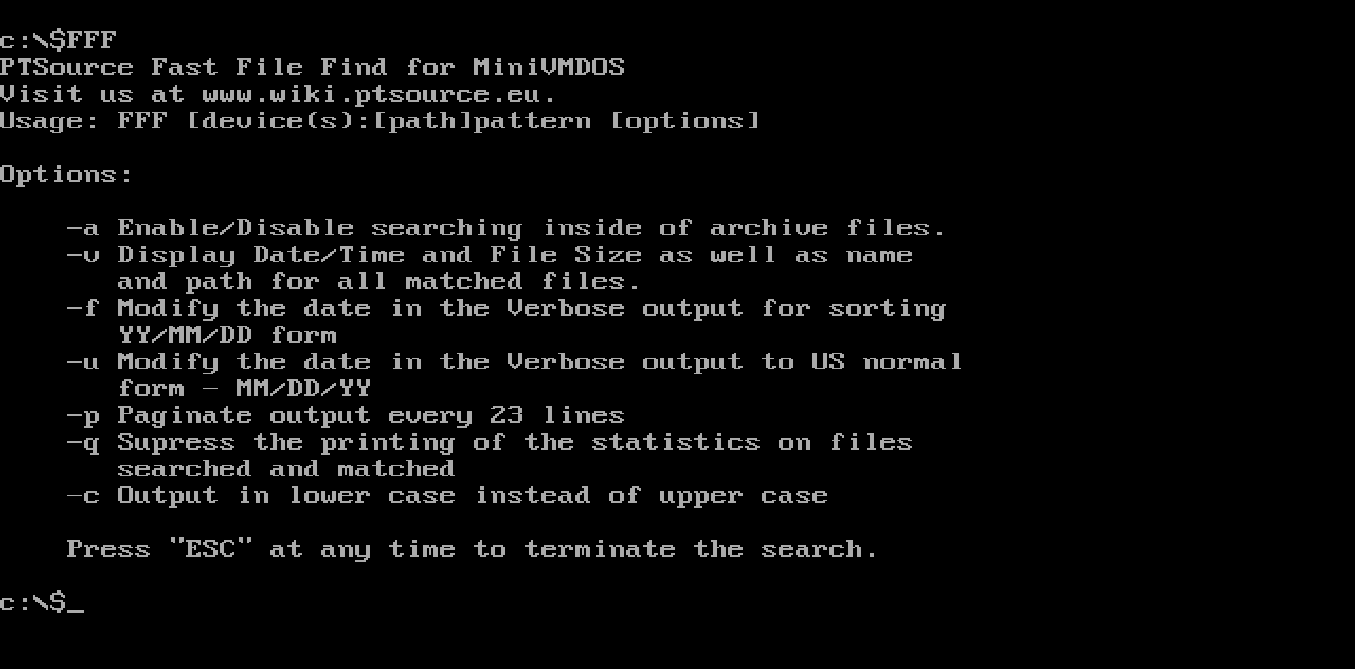 c:\$FFF
PTSource Fast File Find for MiniVMDOS
Visit us at www.wiki.ptsource.eu.
Usage: FFF [device(s):[path]pattern [options]
Options:
-a Enable/Disable searching inside of archive files.
-v Display Date/Time and File Size as well as name
and path for all matched files.
-f Modify the date in the Verbose output for sorting
YY/MM/DD form
-u Modify the date in the Verbose output to US normal
form - MM/DD/YY
-p Paginate output every 23 lines
-q Supress the printing of the statistics on files
searched and matched
-c Output in lower case instead of upper case
Press "ESC" at any time to terminate the search.
c:\$_